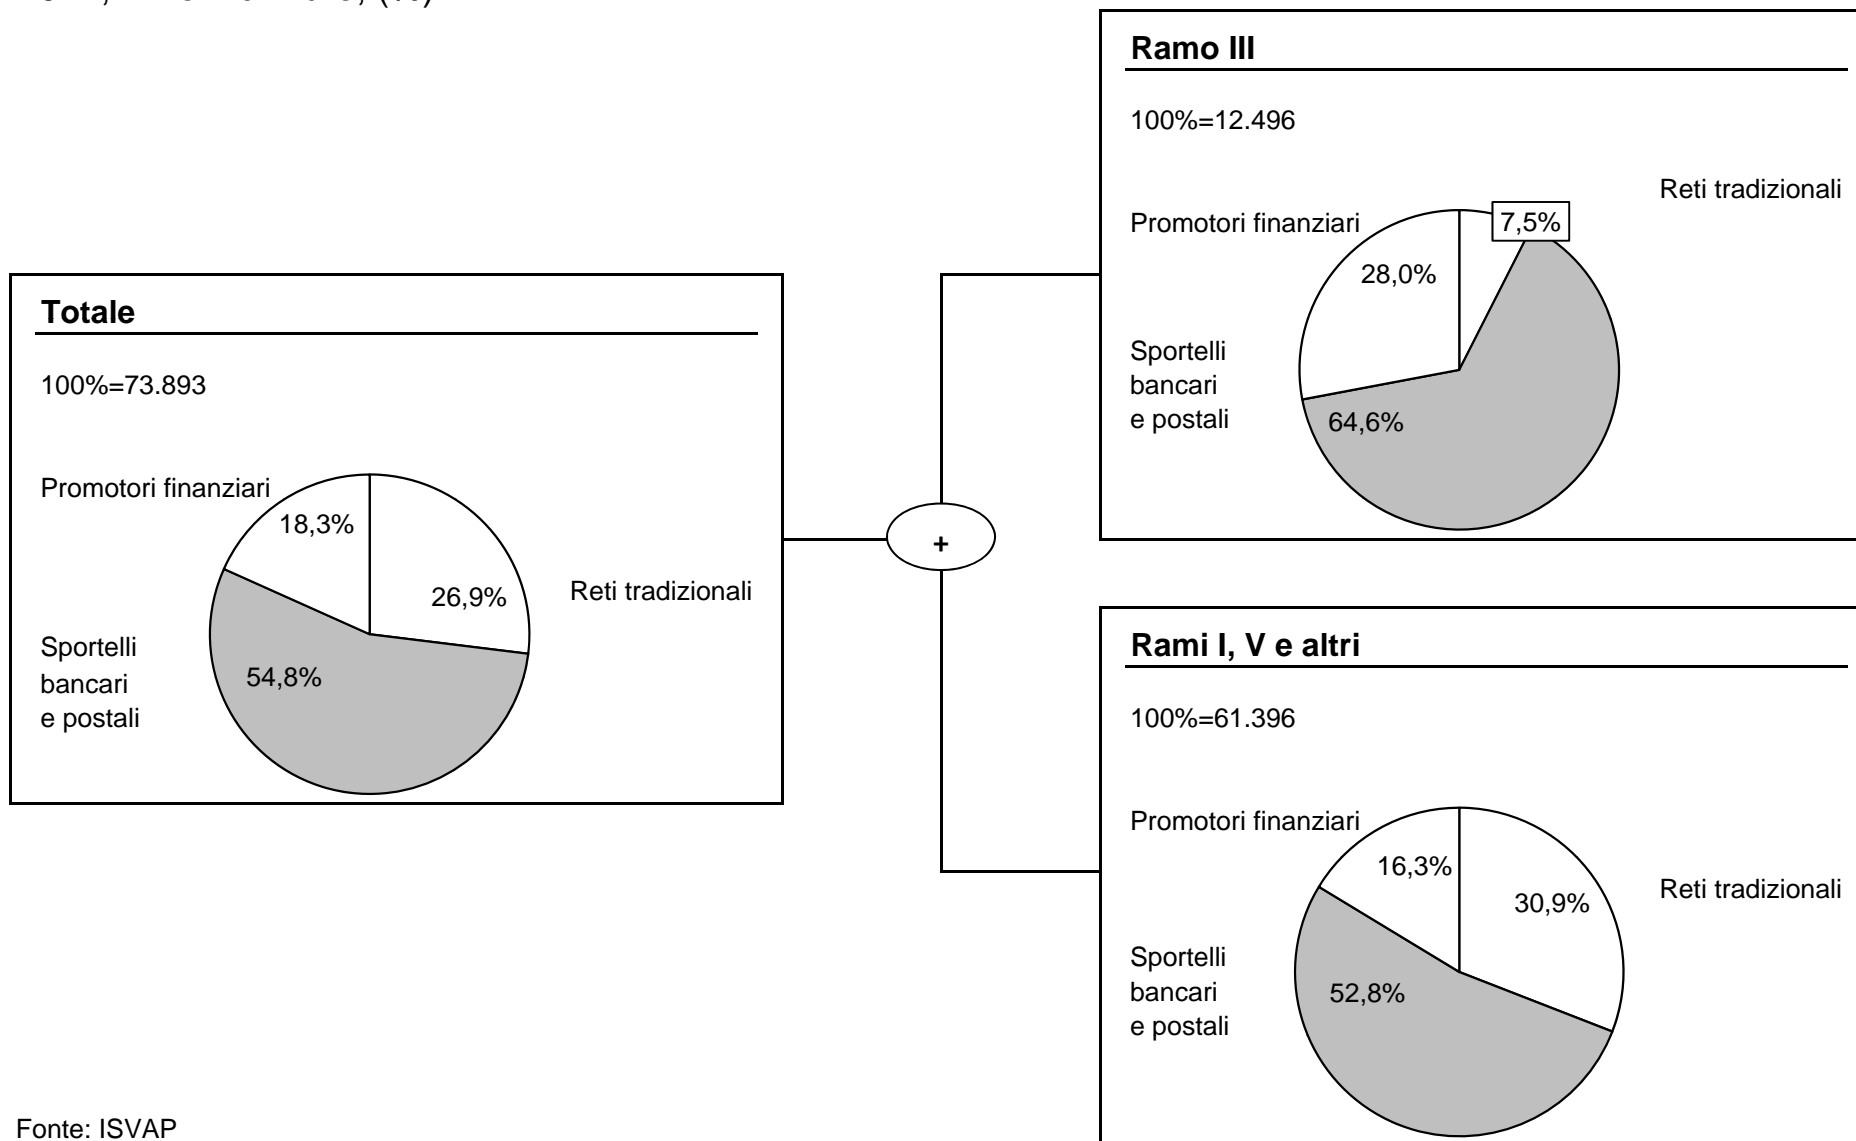 Totale
100%=73.893
Promotori finanziari
18,3%
26,9%
Reti tradizionali
Sportelli
bancari
e postali
54,8%
+
Ramo III
100%=12.496
Reti tradizionali
Promotori finanziari
7,5%
28,0%
Sportelli
bancari
e postali
64,6%
Rami I, V e altri
100%=61.396
Promotori finanziari
16,3%
30,9%
Reti tradizionali
Sportelli
bancari
e postali
52,8%
Fonte: ISVAP